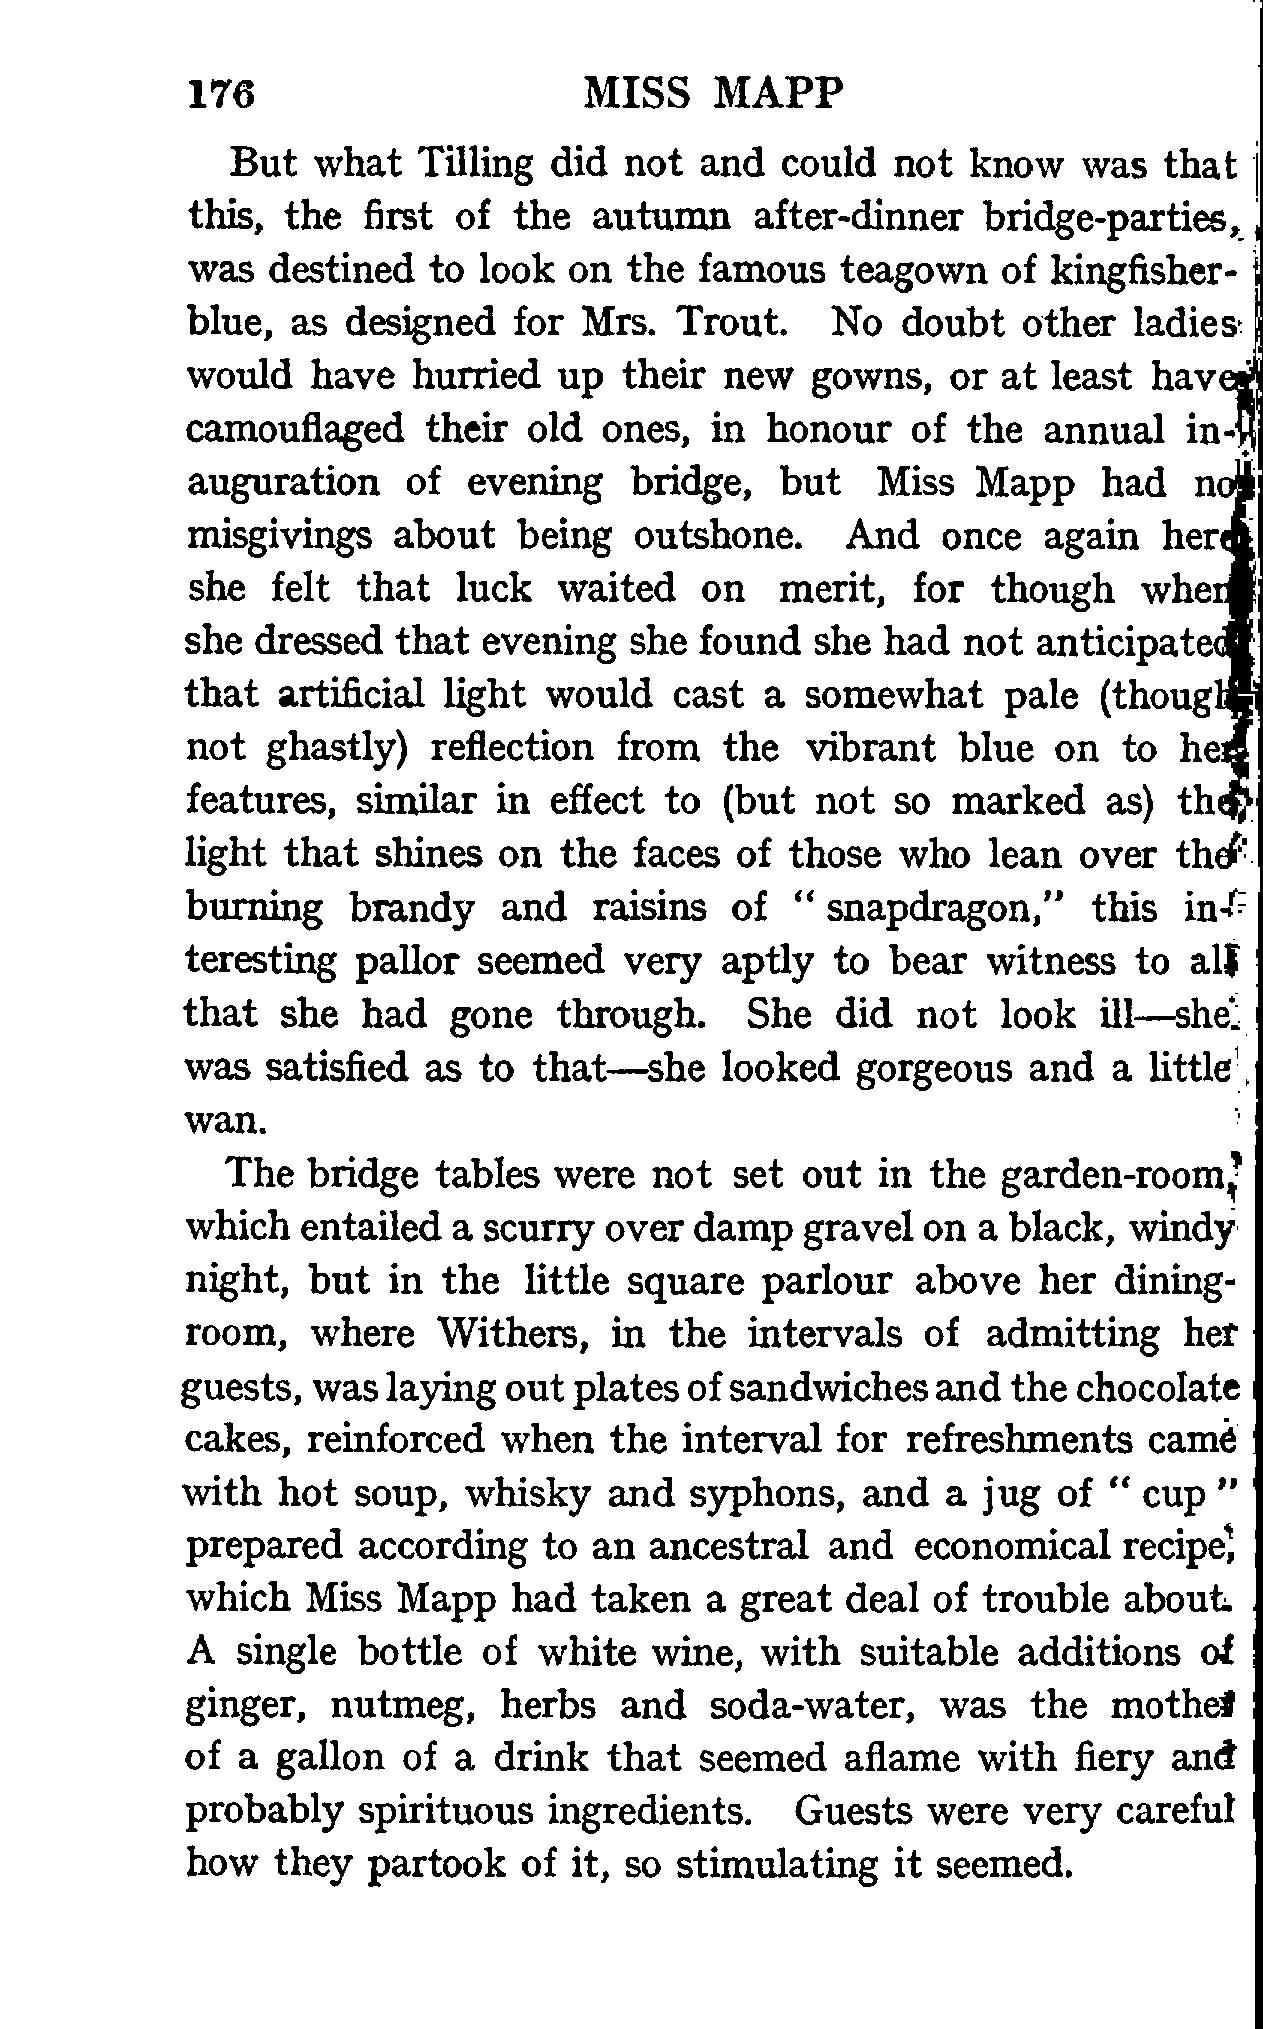 176 MISS MAPP
But what Tilling did not and could not know was that
this, the first of the autumn after-dinner bridge-parties,
was destined to look on the famous teagown of kingfisher-
blue, as designed for Mrs. Trout. No doubt other ladies
would have hurried up their new gowns, or at least have
camouflaged their old ones, in honour of the annual in-
auguration of evening bridge, but Miss Mapp had no
misgivings about being outshone. And once again here
she felt that luck waited on merit, for though when
she dressed that evening she found she had not anticipated
that artificial light would cast a somewhat pale (though
not ghastly) reflection from the vibrant blue on to her
features, similar in effect to (but not so marked as) the
light that shines on the faces of those who lean over the
burning brandy and raisins of “ snapdragon,” this in-
teresting pallor seemed very aptly to bear witness to all
that she had gone through. She did not look ill—she
was satisfied as to that—she looked gorgeous and a little
wan.
The bridge tables were not set out in the garden-room,
which entailed a scurry over damp gravel on a black, windy
night, but in the little square parlour above her dining-
room, where Withers, in the intervals of admitting her
guests, was laying out plates of sandwiches and the chocolate
cakes, reinforced when the interval for refreshments came
with hot soup, whisky and syphons, and a jug of “ cup ”
prepared according to an ancestral and economical recipe,
which Miss Mapp had taken a great deal of trouble about.
A single bottle of white wine, with suitable additions of
ginger, nutmeg, herbs and soda-water, was the mother
of a gallon of a drink that seemed aflame with fiery and
probably spirituous ingredients. Guests were very careful
how they partook of it, so stimulating it seemed.